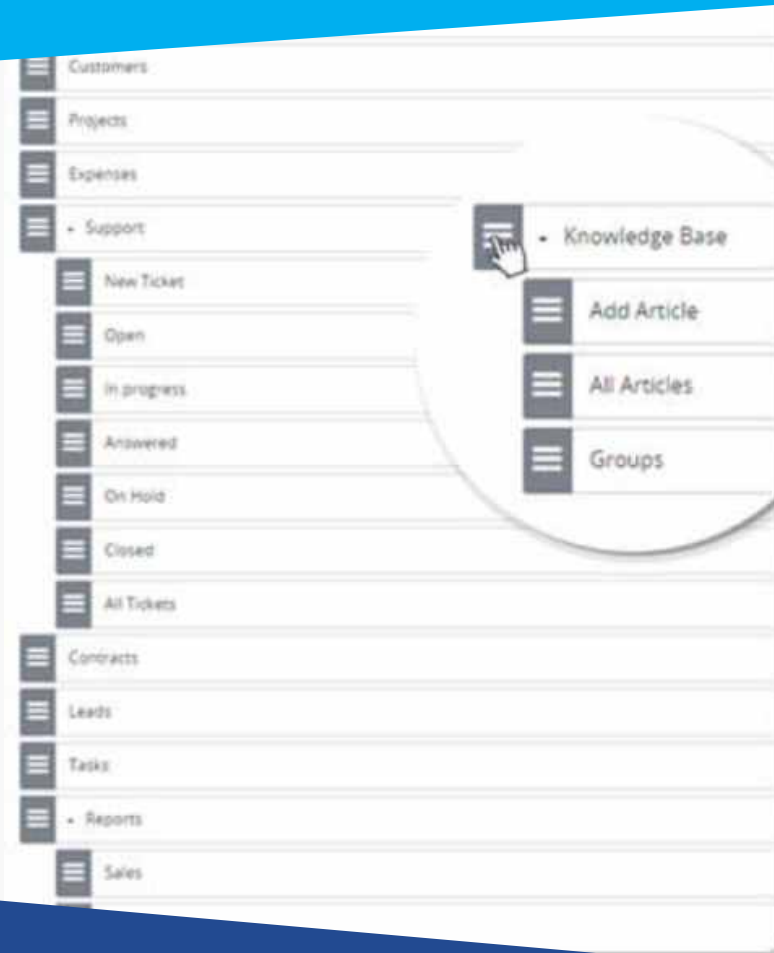 Customers
Projects
Expenses
Support
New Ticket
Open
In progress
Answered
On Hold
Closed
All Tickets
Contracts
Leads
Tasks
Reports
Sales
Knowledge Base
Add Article
All Articles
Groups